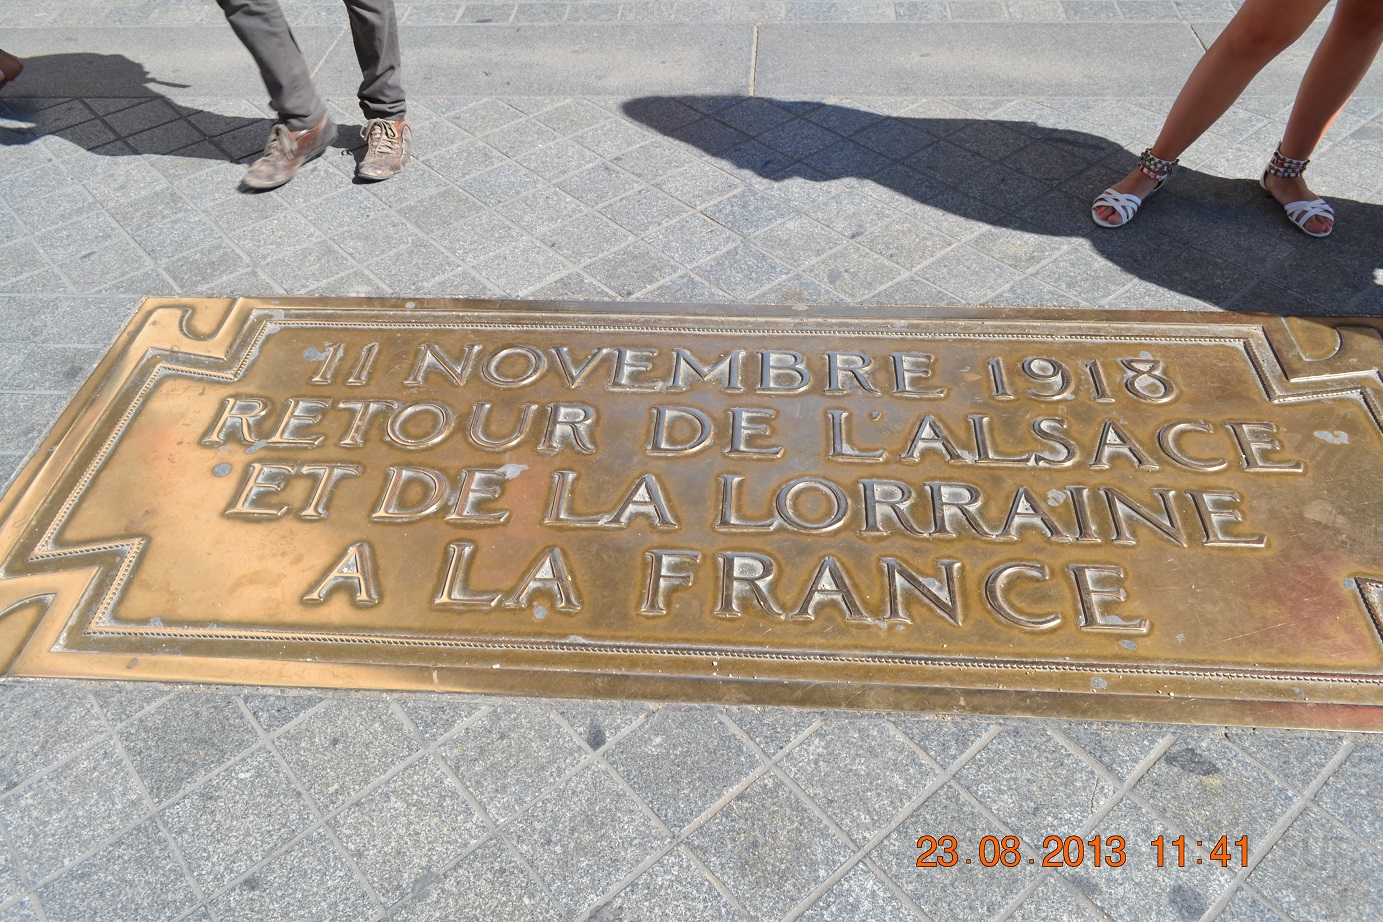 11 NOVEMBRE 1918
RETOUR DE L'ALSACE
ET DE LA LORRAINE
A LA FRANCE
23.08.2013 11:41